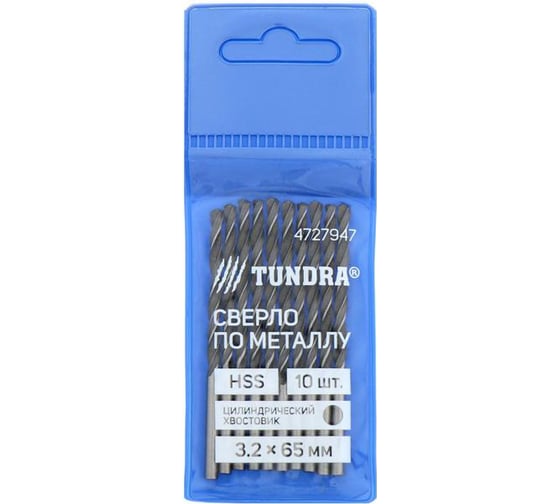 4727947
TUNDRA®
СВЕРЛО
ПО МЕТАЛЛУ
HSS 10 шт.
ЦИЛИНДРИЧЕСКИЙ
ХВОСТОВИК
3.2 × 65 мм